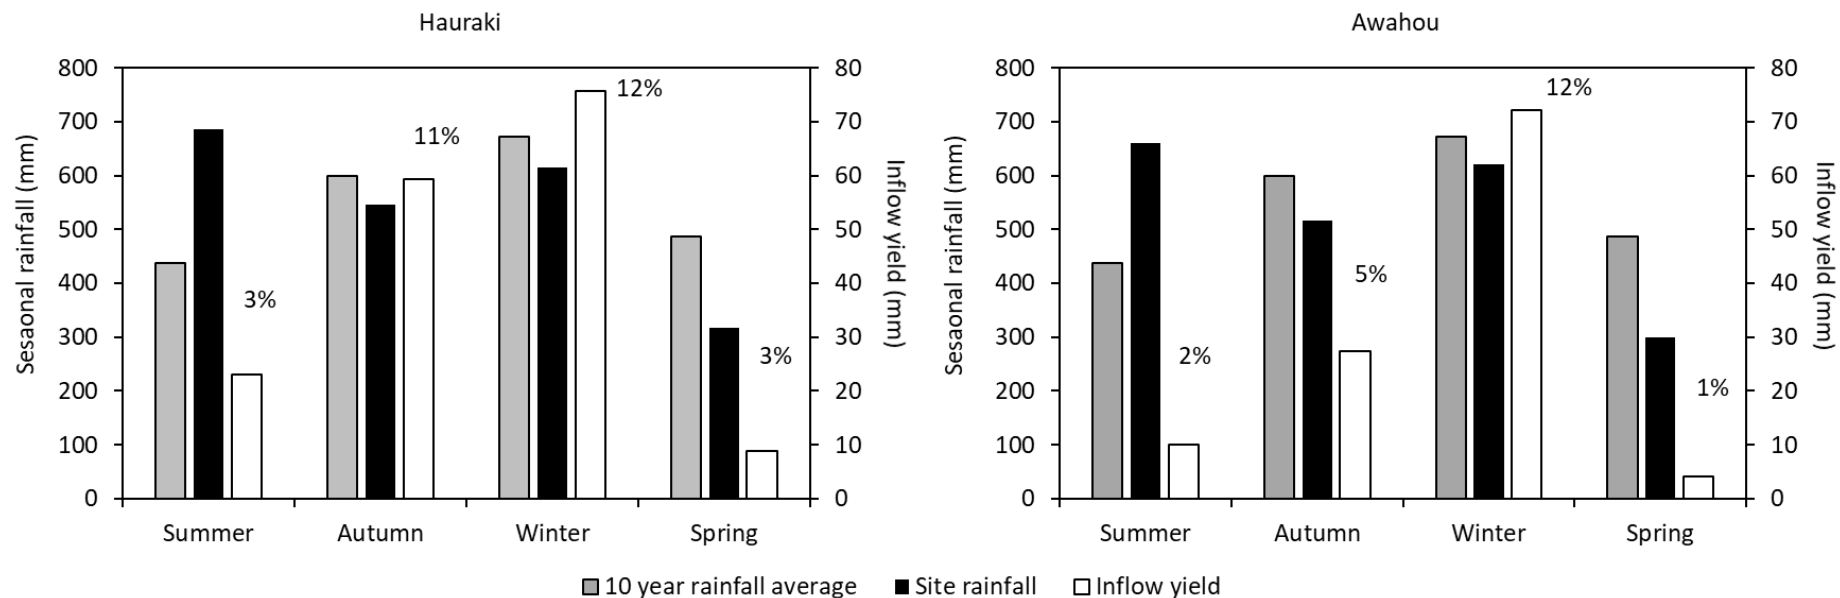 Hauraki
Sesaonal rainfall (mm)
800
700
600
500
400
300
200
100
0
3%
11%
12%
3%
80
70
60
50
40
30
20
10
0
Inflow yield (mm)
Summer
Autumn
Winter
Spring
Awahou
Sesaonal rainfall (mm)
800
700
600
500
400
300
200
100
0
2%
5%
12%
1%
80
70
60
50
40
30
20
10
0
Inflow yield (mm)
Summer
Autumn
Winter
Spring
10 year rainfall average
Site rainfall
Inflow yield